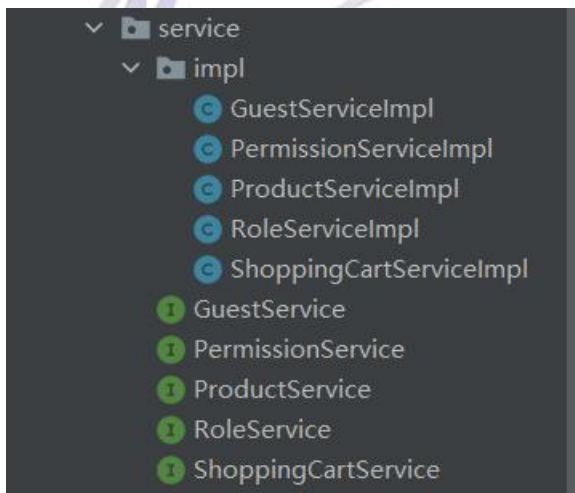 service
impl
GuestServiceImpl
PermissionServiceImpl
ProductServiceImpl
RoleServiceImpl
ShoppingCartServiceImpl
GuestService
PermissionService
ProductService
RoleService
ShoppingCartService